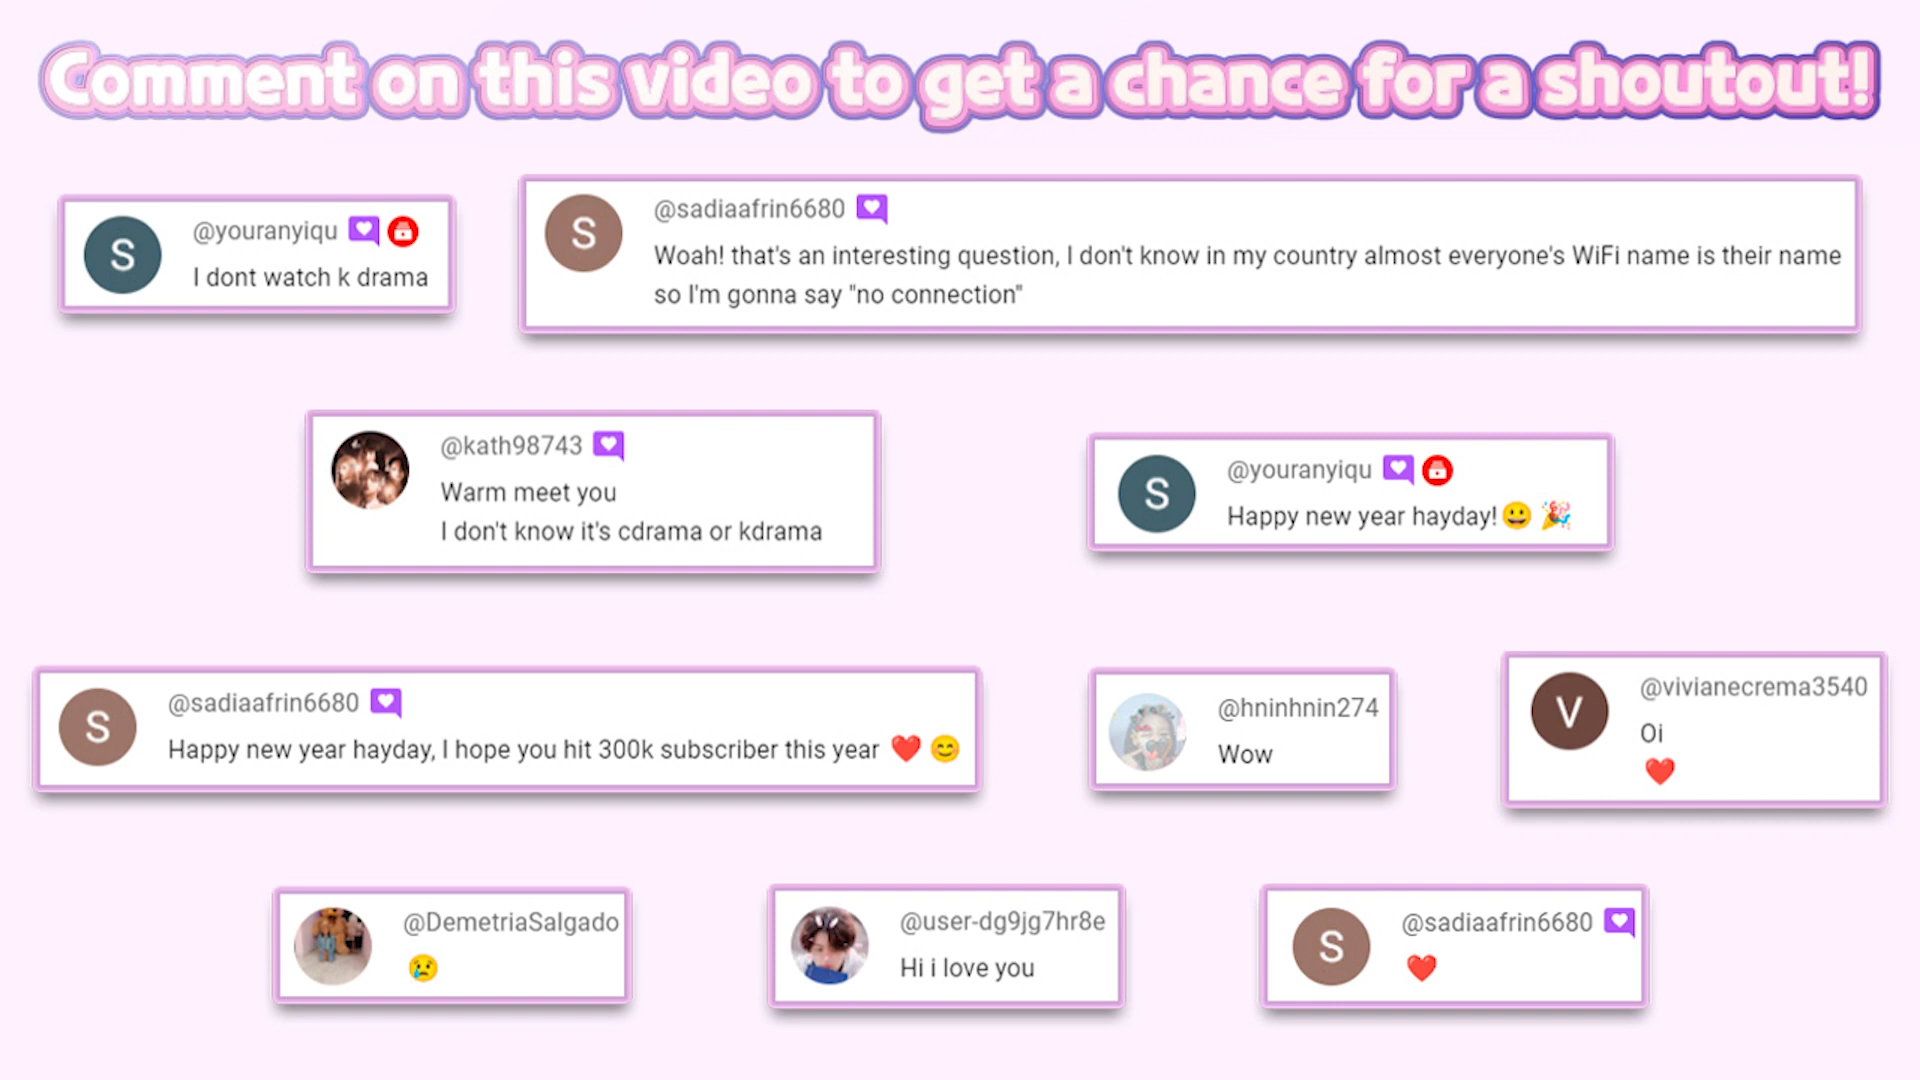 Comment on this video to get a chance for a shoutout!
S
@youranyiqu
I dont watch k drama
S
@sadiaafrin6680
Woah! that's an interesting question, I don't know in my country almost everyone's WiFi name is their name
so I'm gonna say "no connection"
@kath98743
Warm meet you
I don't know it's cdrama or kdrama
S
@youranyiqu
Happy new year hayday!😀 🎉
S
@sadiaafrin6680
Happy new year hayday, I hope you hit 300k subscriber this year ❤️ 😊
@hninhnin274
Wow
V
@vivianecrema3540
Oi
❤️
@DemetriaSalgado
😢
@user-dg9jg7hr8e
Hi i love you
S
@sadiaafrin6680
❤️